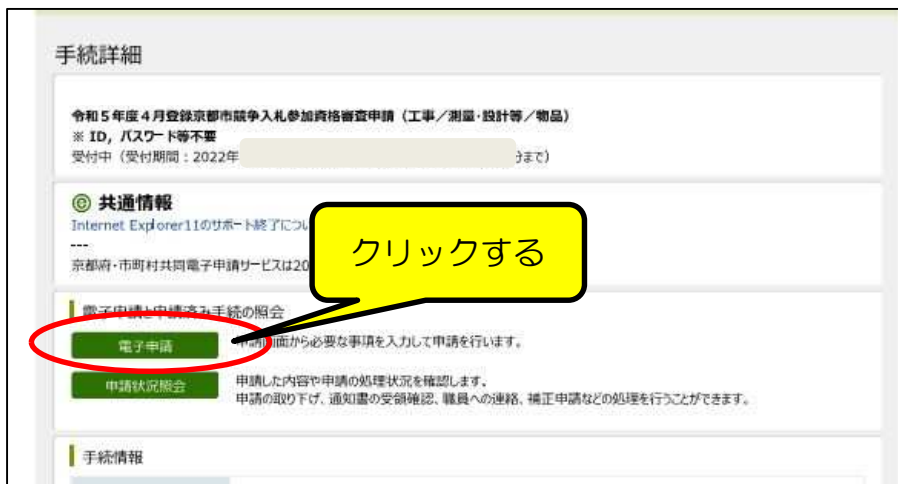 手続詳細
令和5年度4月登録京都市競争入札参加資格審査申請（工事／測量・設計等／物品）
※ ID，パスワード等不要
受付中（受付期間：2022年 分まで）
共通情報
Internet Explorer11のサポート終了につい
---
京都府・市町村共同電子申請サービスは20
クリックする
電子申請と申請済み手続の照会
電子申請
申請画面から必要な事項を入力して申請を行います。
申請状況照会
申請した内容や申請の処理状況を確認します。
申請の取り下げ、通知書の受領確認、職員への連絡、補正申請などの処理を行うことができます。
手続情報